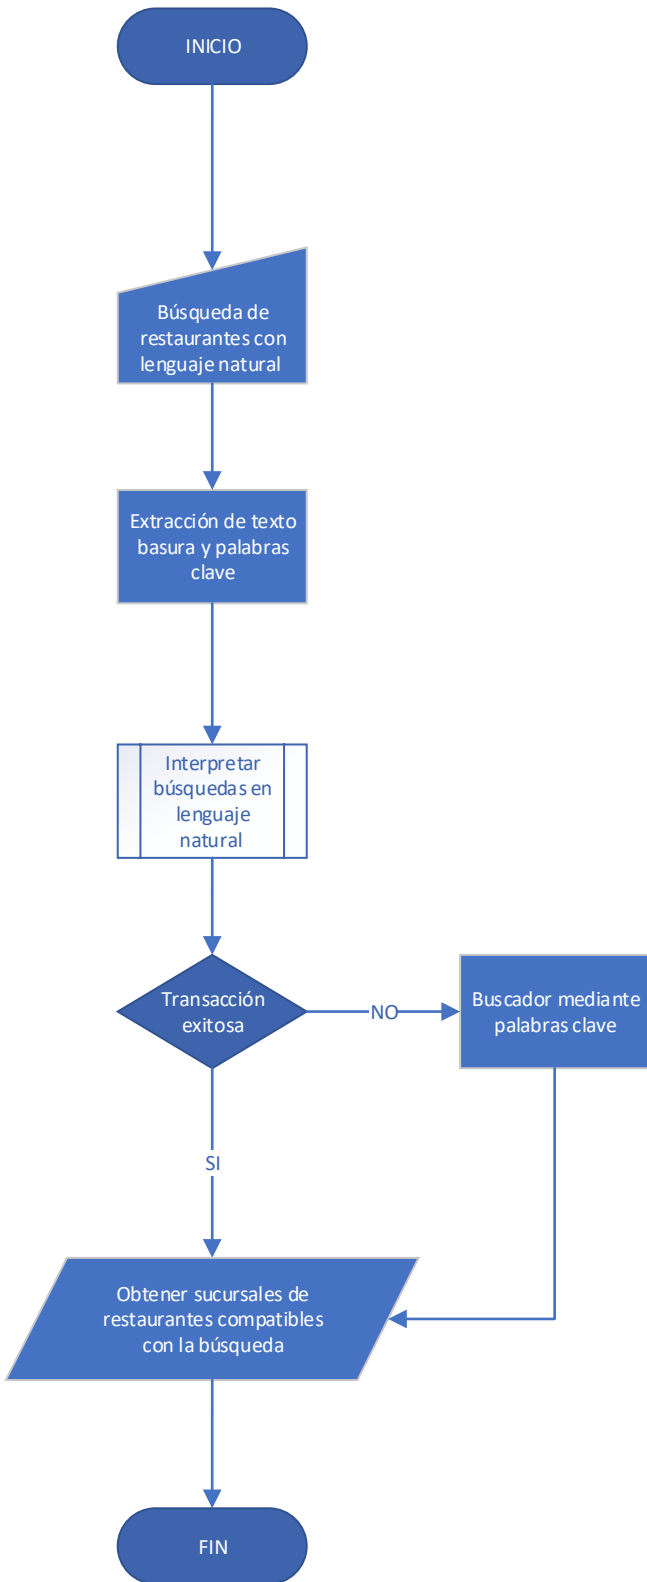 INICIO
Búsqueda de
restaurantes con
lenguaje natural
Extracción de texto
basura y palabras
clave
Interpretar
búsquedas en
lenguaje
natural
Transacción
exitosa
NO
Buscador mediante
palabras clave
SI
Obtener sucursales de
restaurantes compatibles
con la búsqueda
FIN